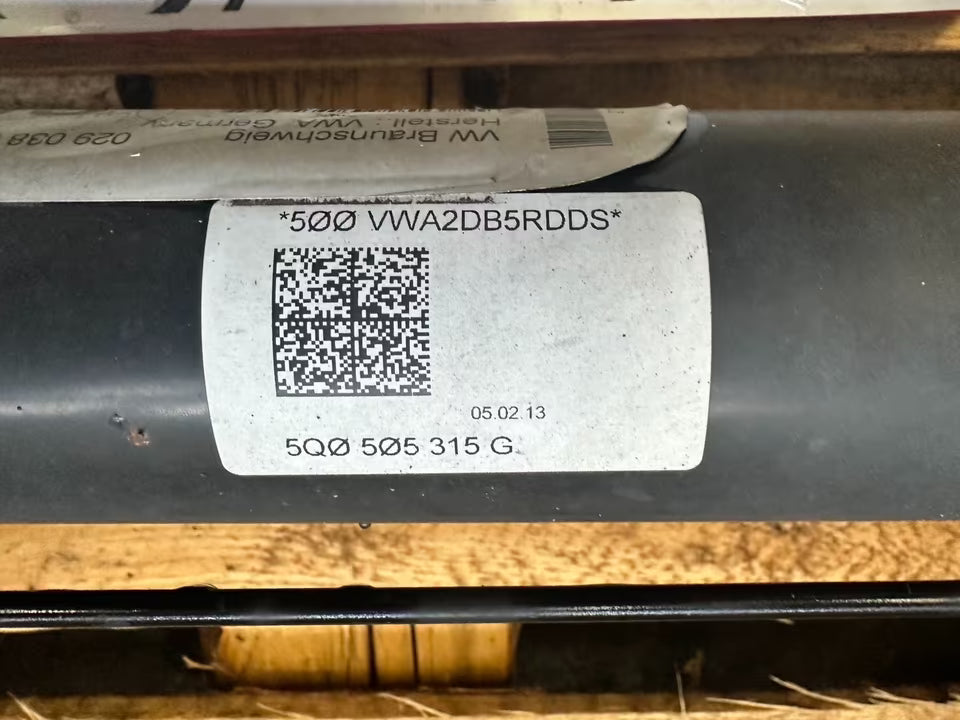 029 038
VW Braunschweig
Herstell.: VWA Germany
*5ØØ VWA2DB5RDDS*
05.02.13
5QØ 5Ø5 315 G